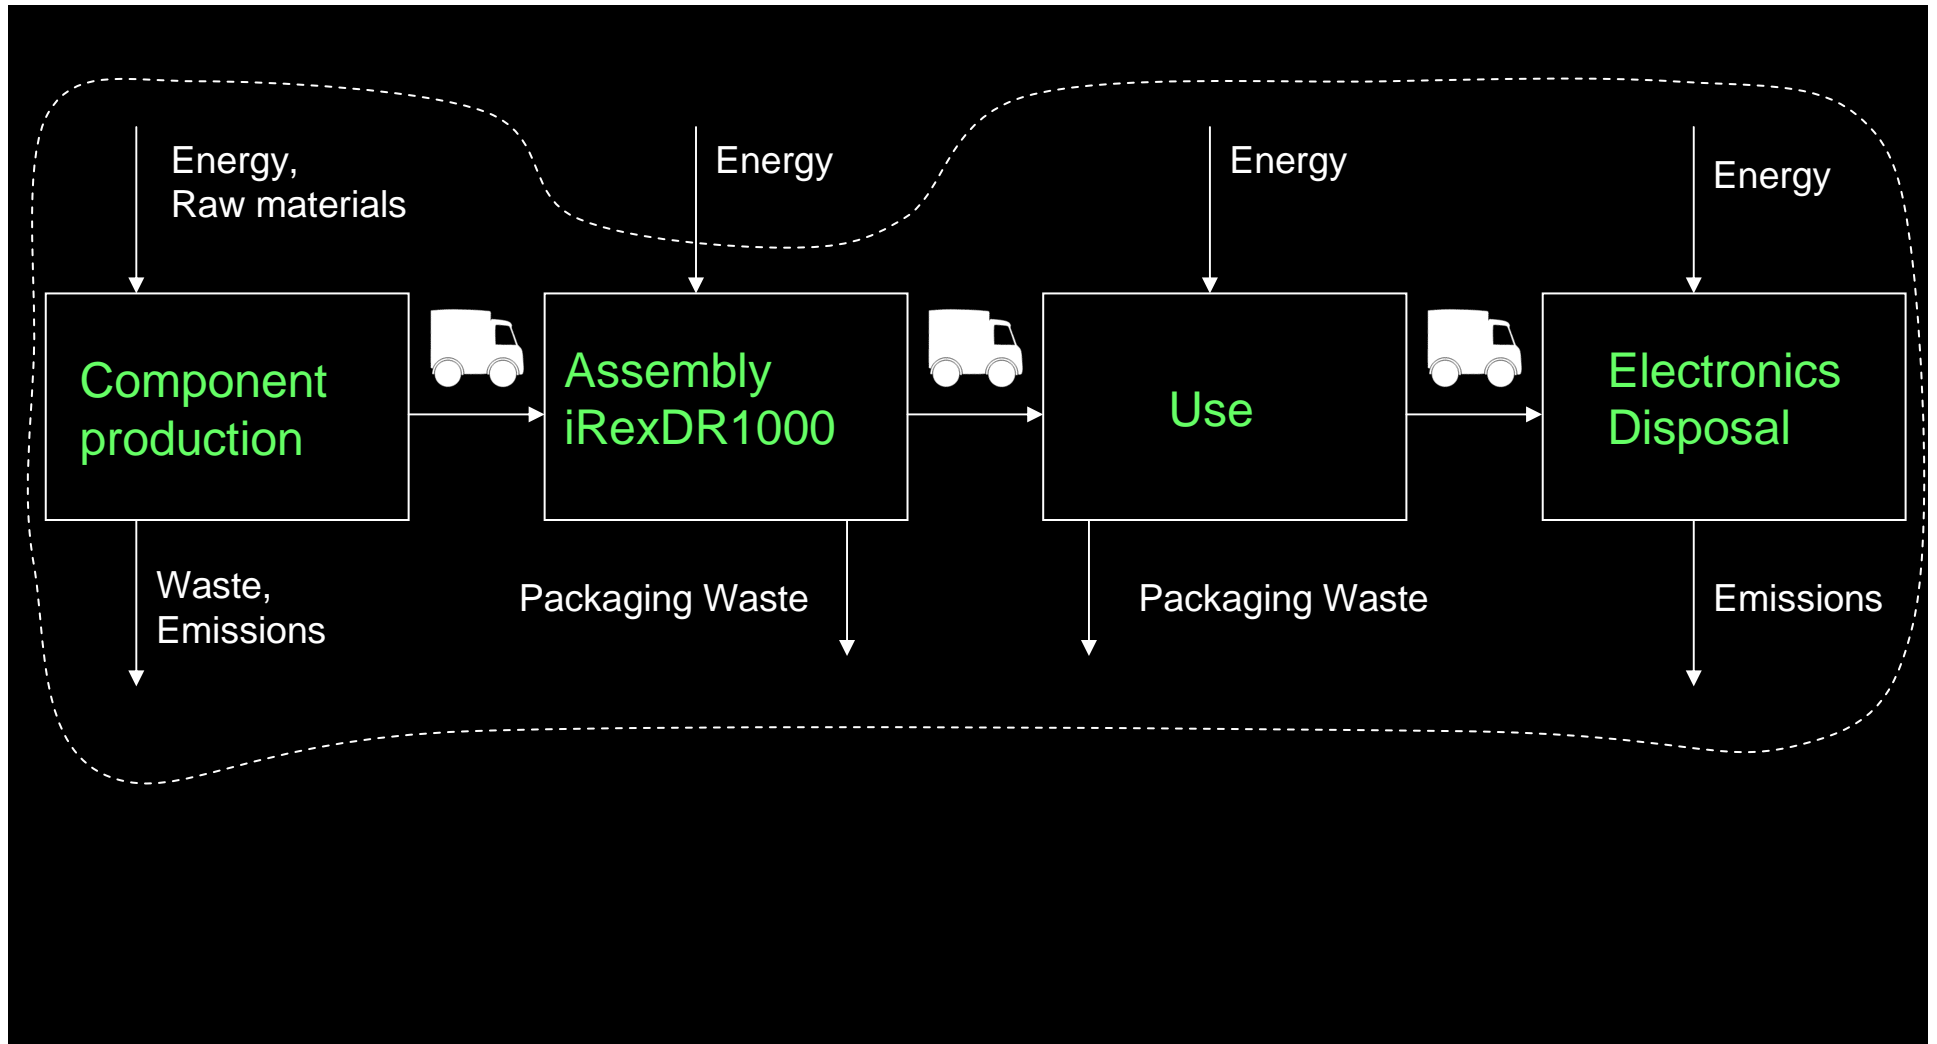 Energy,
Raw materials
Energy
Energy
Energy
Component
production
Assembly
iRexDR1000
Use
Electronics
Disposal
Waste,
Emissions
Packaging Waste
Packaging Waste
Emissions